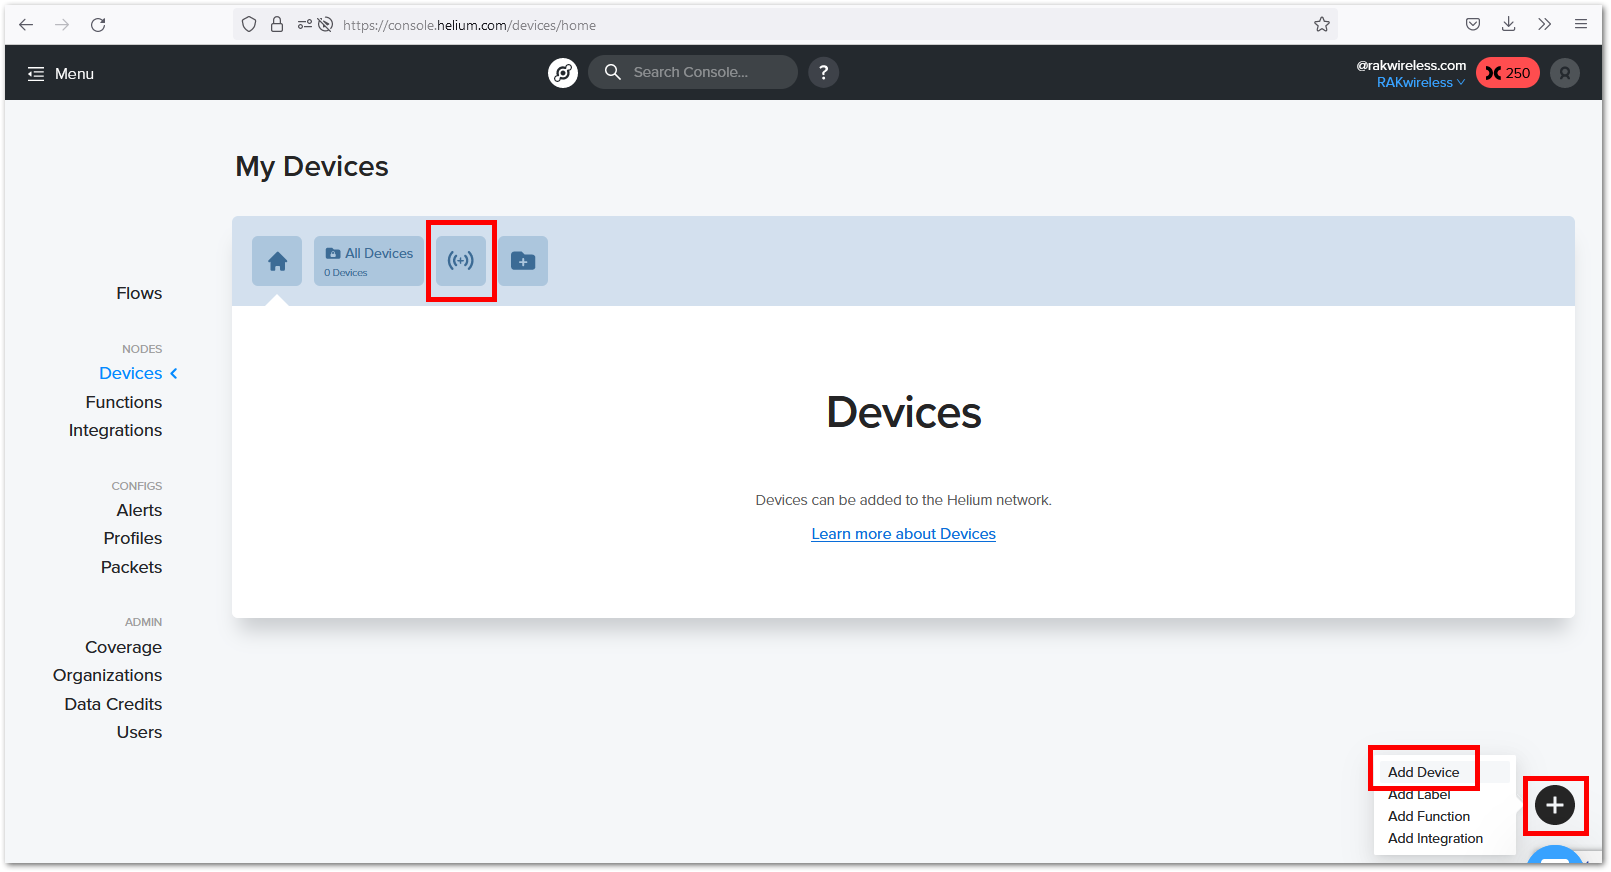 https://console.helium.com/devices/home
Menu
Search Console...
?
@rakwireless.com
RAKwireless
250
My Devices
All Devices
0 Devices
Flows
NODES
Devices
Functions
Integrations
CONFIGS
Alerts
Profiles
Packets
ADMIN
Coverage
Organizations
Data Credits
Users
Devices
Devices can be added to the Helium network.
Learn more about Devices
Add Device
Add Label
Add Function
Add Integration